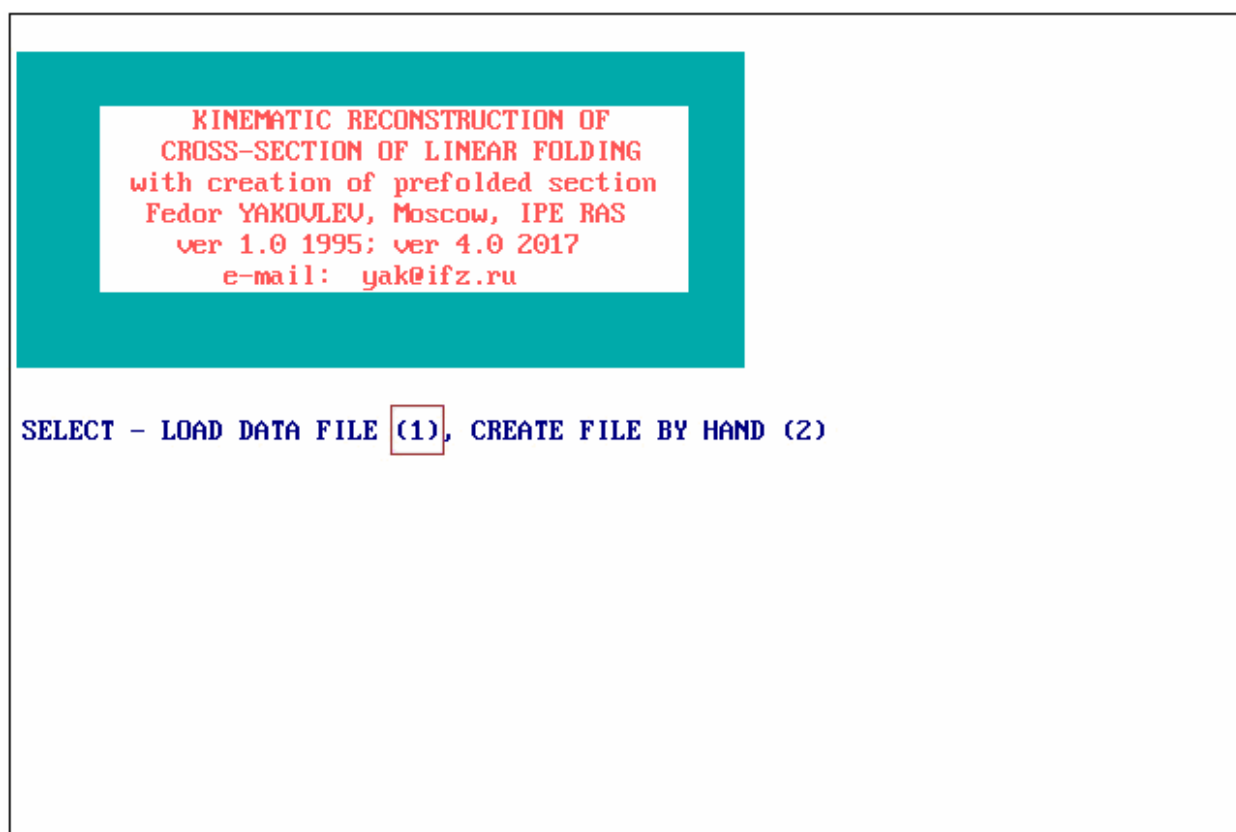 KINEMATIC RECONSTRUCTION OF
CROSS-SECTION OF LINEAR FOLDING
with creation of prefolded section
Fedor YAKOVLEV, Moscow, IPE RAS
ver 1.0 1995; ver 4.0 2017
e-mail: yak@ifz.ru
SELECT - LOAD DATA FILE (1), CREATE FILE BY HAND (2)